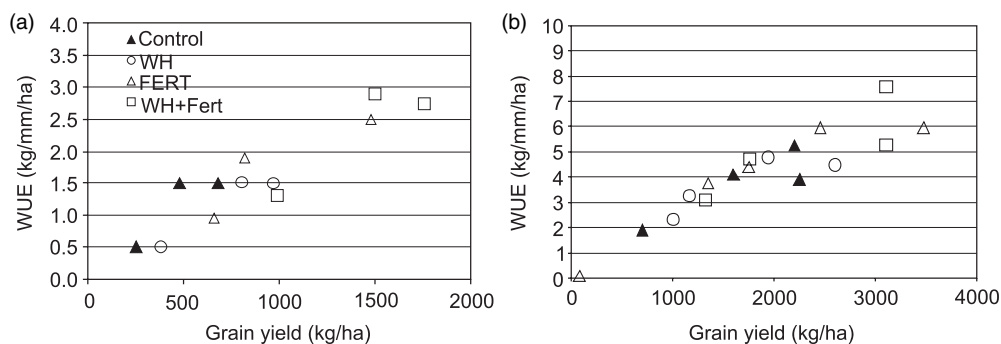 (a)
4.0
3.5
3.0
2.5
2.0
1.5
1.0
0.5
0.0
WUE (kg/mm/ha)
Control
WH
FERT
WH+Fert
0 500 1000 1500 2000
Grain yield (kg/ha)
(b)
10
9
8
7
6
5
4
3
2
1
0
WUE (kg/mm/ha)
0 1000 2000 3000 4000
Grain yield (kg/ha)